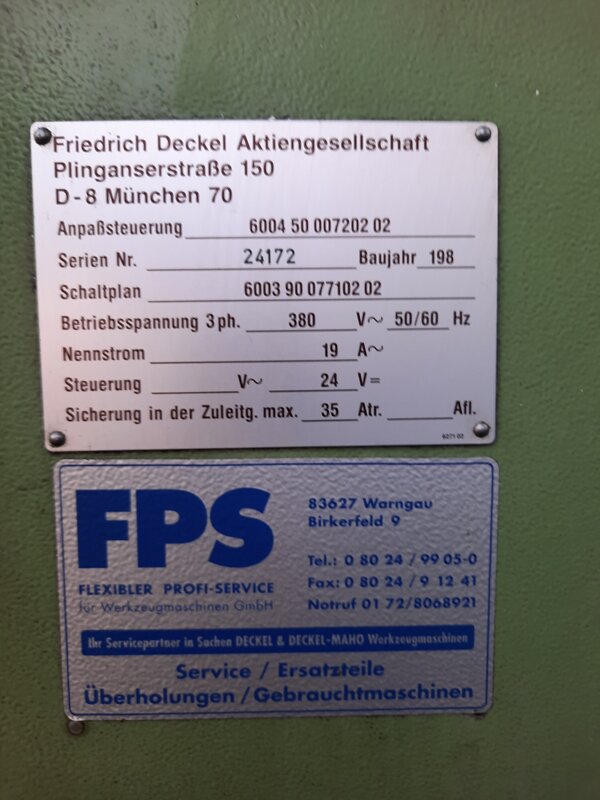 Friedrich Deckel Aktiengesellschaft
Plinganserstraße 150
D-8 München 70
Anpaßsteuerung 6004 50 007202 02
Serien Nr. 24172 Baujahr 198
Schaltplan 6003 90 077102 02
Betriebsspannung 3 ph. 380 V~ 50/60 Hz
Nennstrom 19 A~
Steuerung V~ 24 V=
Sicherung in der Zuleitg. max. 35 Atr. Afl.
6271 02
FPS
FLEXIBLER PROFI-SERVICE
für Werkzeugmaschinen GmbH
83627 Warngau
Birkerfeld 9
Tel.: 0 80 24 / 99 05-0
Fax: 0 80 24 / 9 12 41
Notruf 01 72/8068921
Ihr Servicepartner in Sachen DECKEL & DECKEL-MAHO Werkzeugmaschinen
Service / Ersatzteile
Überholungen / Gebrauchtmaschinen